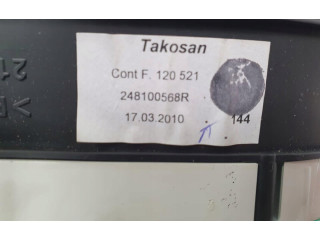 Takosan
Cont F. 120 521
248100568R
17.03.2010
144